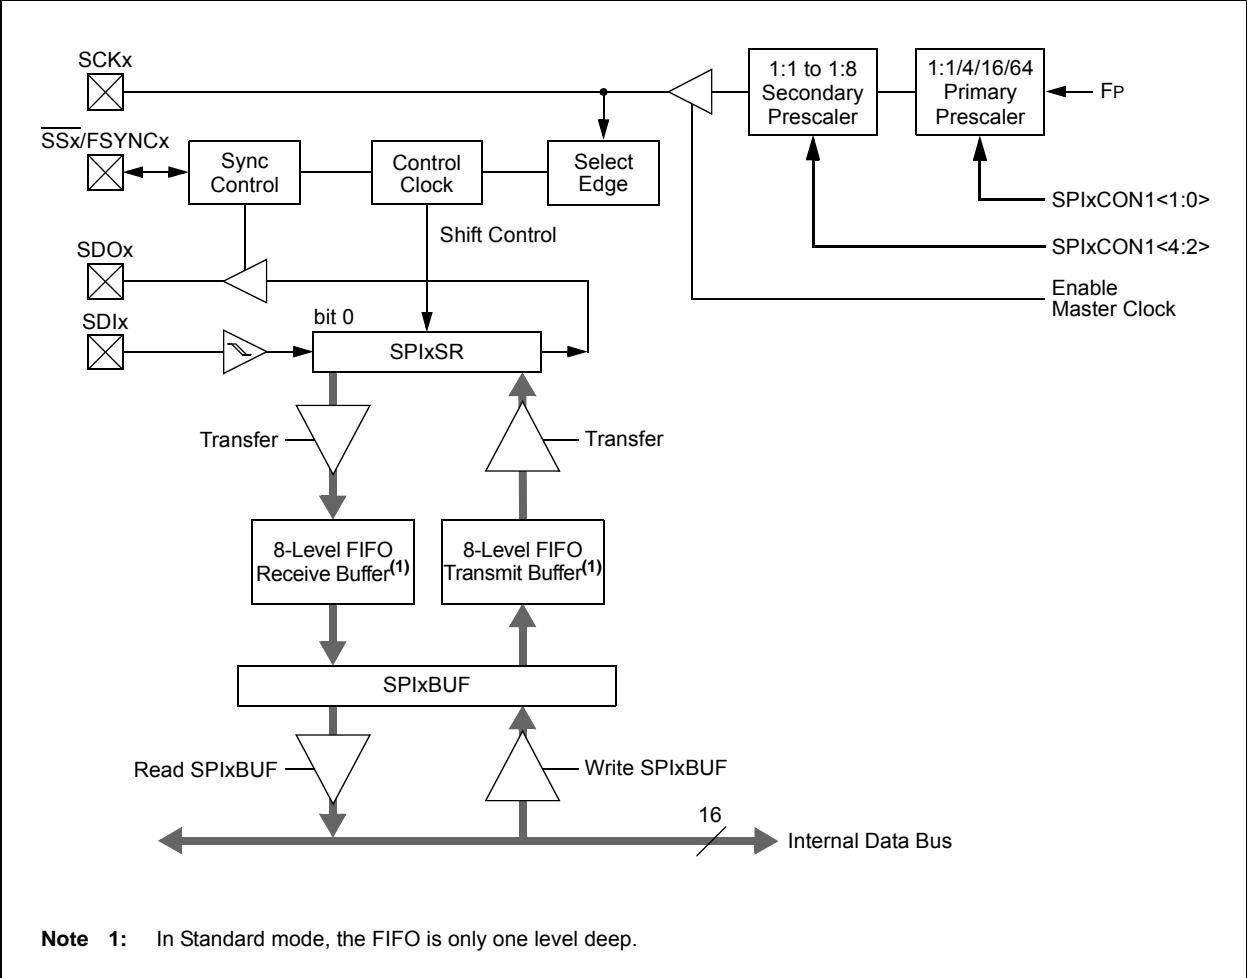 SCKx
1:1 to 1:8
Secondary
Prescaler
1:1/4/16/64
Primary
Prescaler
FP
SSx/FSYNCx
Sync
Control
Control
Clock
Select
Edge
SPIxCON1<1:0>
Shift Control
SPIxCON1<4:2>
SDOx
Enable
Master Clock
SDIx
bit 0
SPIxSR
Transfer
Transfer
8-Level FIFO
Receive Buffer(1)
8-Level FIFO
Transmit Buffer(1)
SPIxBUF
Read SPIxBUF
Write SPIxBUF
16
Internal Data Bus
Note 1: In Standard mode, the FIFO is only one level deep.